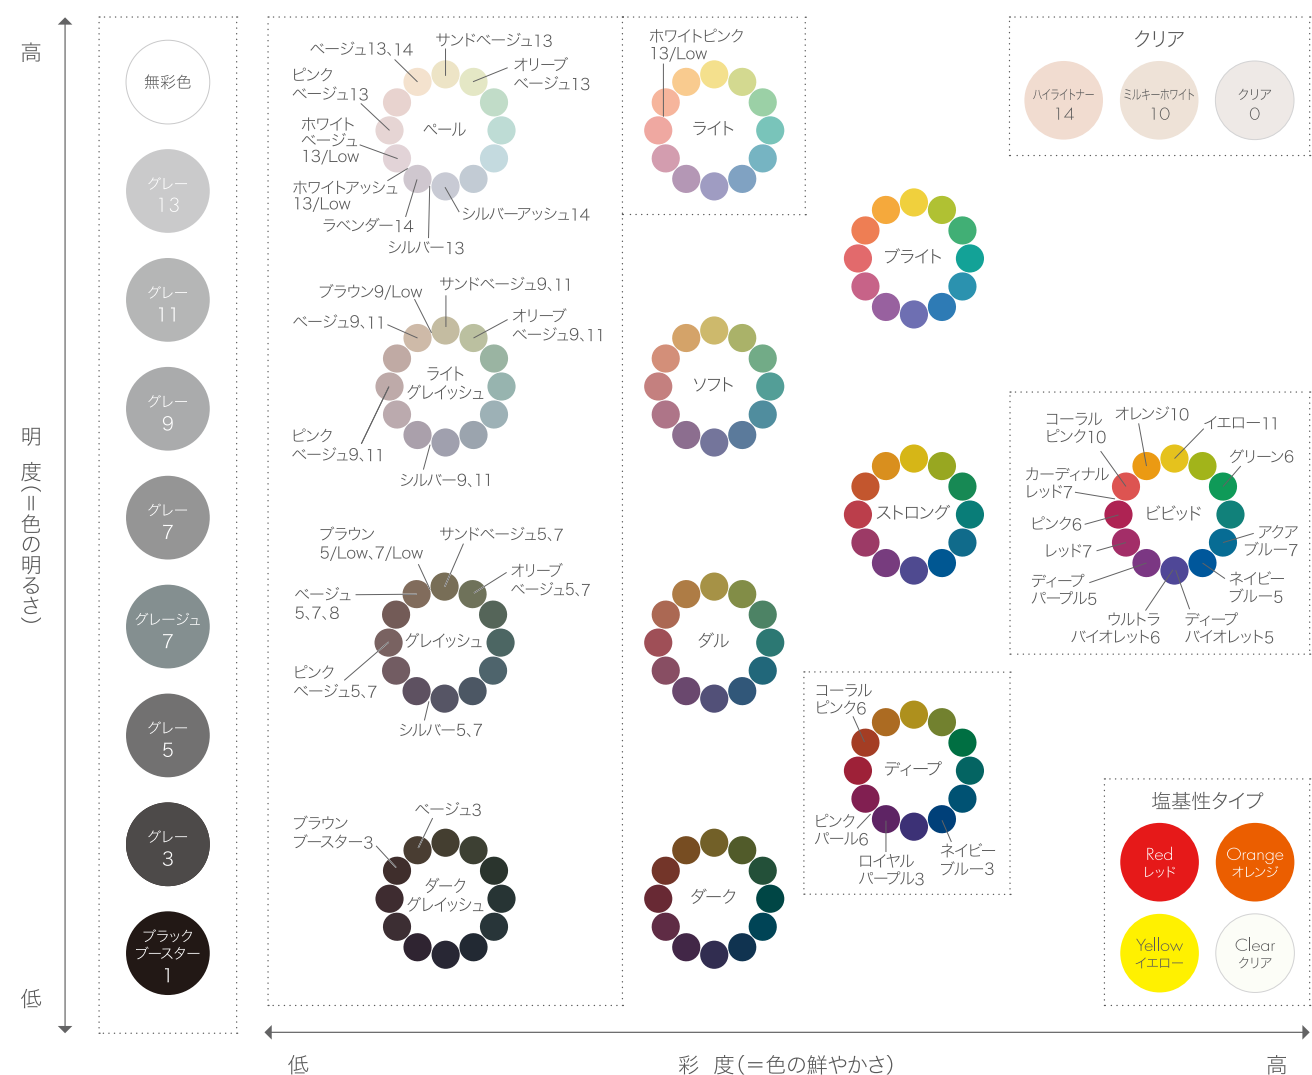 高
明 度(=色の明るさ)
低
無彩色
グレー
13
グレー
11
グレー
9
グレー
7
グレージュ
7
グレー
5
グレー
3
ブラック
ブースター
1
ベージュ13、14
サンドベージュ13
オリーブ
ベージュ13
ピンク
ベージュ13
ホワイト
ベージュ
13/Low
ホワイトアッシュ
13/Low
ラベンダー14
シルバー13
シルバーアッシュ14
ペール
ブラウン9/Low
サンドベージュ9、11
ベージュ9、11
オリーブ
ベージュ9、11
ライト
グレイッシュ
ピンク
ベージュ9、11
シルバー9、11
ブラウン
5/Low、7/Low
サンドベージュ5、7
オリーブ
ベージュ5、7
ベージュ
5、7、8
グレイッシュ
ピンク
ベージュ5、7
シルバー5、7
ベージュ3
ブラウン
ブースター3
ダーク
グレイッシュ
ホワイトピンク
13/Low
ライト
ソフト
ダル
ダーク
ブライト
ストロング
コーラル
ピンク6
ディープ
ピンク
パール6
ロイヤル
パープル3
ネイビー
ブルー3
クリア
ハイライトナー
14
ミルキーホワイト
10
クリア
0
コーラル
ピンク10
オレンジ10
イエロー11
グリーン6
カーディナル
レッド7
ピンク6
ビビッド
レッド7
アクア
ブルー7
ディープ
パープル5
ネイビー
ブルー5
ウルトラ
バイオレット6
ディープ
バイオレット5
塩基性タイプ
Red
レッド
Orange
オレンジ
Yellow
イエロー
Clear
クリア
低
彩 度(=色の鮮やかさ)
高